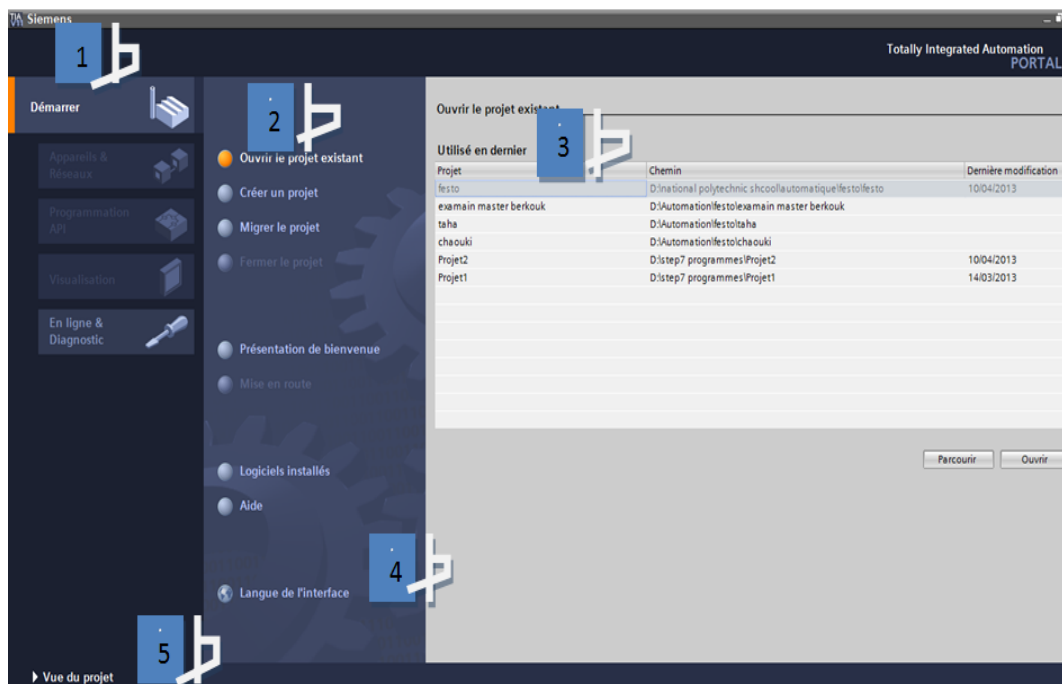 TIA Siemens
Totally Integrated Automation
PORTAL
1
Démarrer
Appareils &
Réseaux
Programmation
API
Visualisation
En ligne &
Diagnostic
2
Ouvrir le projet existant
Créer un projet
Migrer le projet
Fermer le projet
Présentation de bienvenue
Mise en route
Logiciels installés
Aide
4
Langue de l'interface
Ouvrir le projet existant
3
Utilisé en dernier
Projet Chemin Dernière modification
festo D:\national polytechnic shcool\automatique\festo\festo 10/04/2013
examain master berkouk D:\Automation\festo\examain master berkouk
taha D:\Automation\festo\taha
chaouki D:\Automation\festo\chaouki
Projet2 D:\step7 programmes\Projet2 10/04/2013
Projet1 D:\step7 programmes\Projet1 14/03/2013
Parcourir Ouvrir
5
Vue du projet